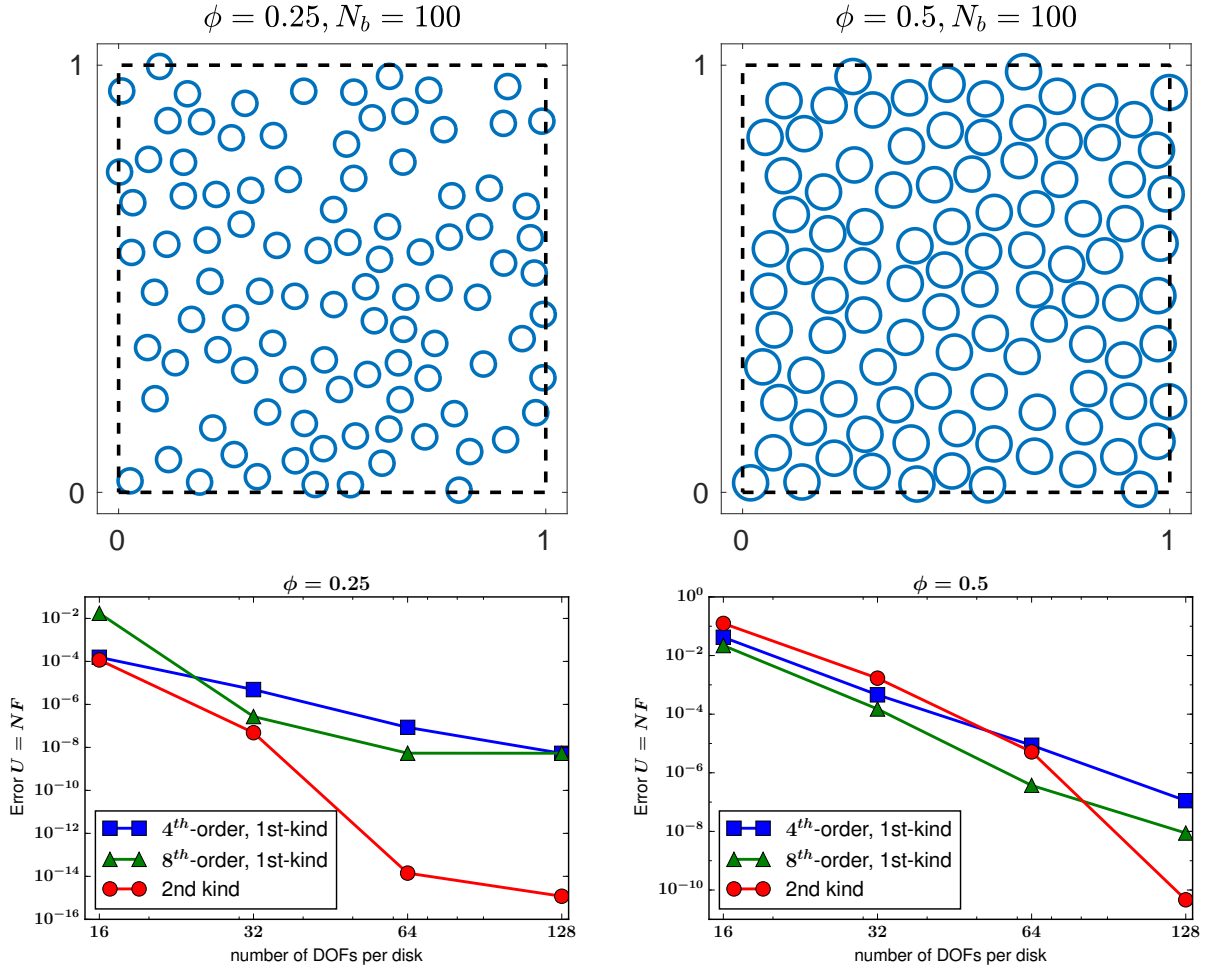 ϕ = 0.25, N_b = 100
1
0
0
1
ϕ = 0.5, N_b = 100
1
0
0
1
ϕ = 0.25
Error U = NF
10^−2
10^−4
10^−6
10^−8
10^−10
10^−12
10^−14
10^−16
4^th-order, 1st-kind
8^th-order, 1st-kind
2nd kind
16
32
64
128
number of DOFs per disk
ϕ = 0.5
Error U = NF
10^0
10^−2
10^−4
10^−6
10^−8
10^−10
4^th-order, 1st-kind
8^th-order, 1st-kind
2nd kind
16
32
64
128
number of DOFs per disk